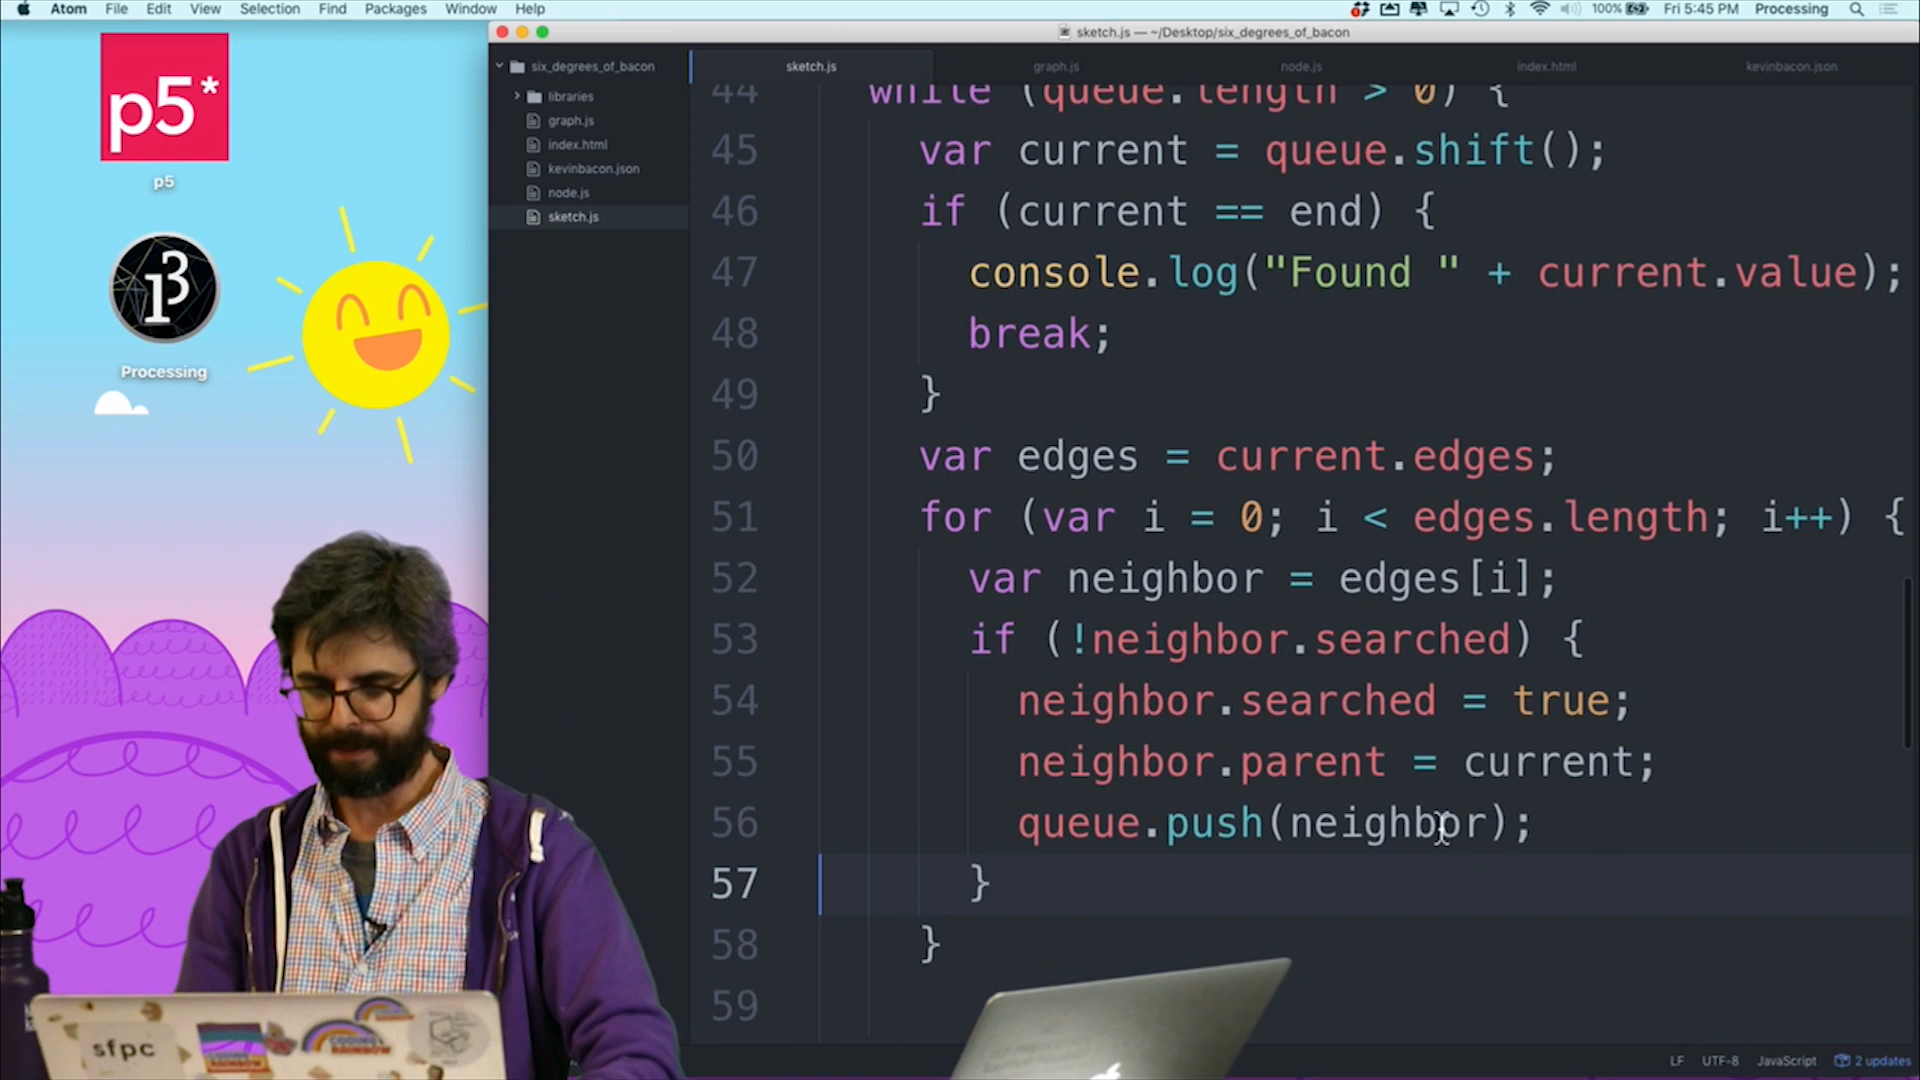 Atom File Edit View Selection Find Packages Window Help
100% Fri 5:45 PM Processing
sketch.js — ~/Desktop/six_degrees_of_bacon
p5*
p5
Processing
six_degrees_of_bacon
libraries
graph.js
index.html
kevinbacon.json
node.js
sketch.js
sketch.js graph.js node.js index.html kevinbacon.json
44 while (queue.length > 0) {
45 var current = queue.shift();
46 if (current == end) {
47 console.log("Found " + current.value);
48 break;
49 }
50 var edges = current.edges;
51 for (var i = 0; i < edges.length; i++) {
52 var neighbor = edges[i];
53 if (!neighbor.searched) {
54 neighbor.searched = true;
55 neighbor.parent = current;
56 queue.push(neighbor);
57 }
58 }
59
sfpc
CODING
RAINBOW
CODING
RAINBOW
LF UTF-8 JavaScript 2 updates